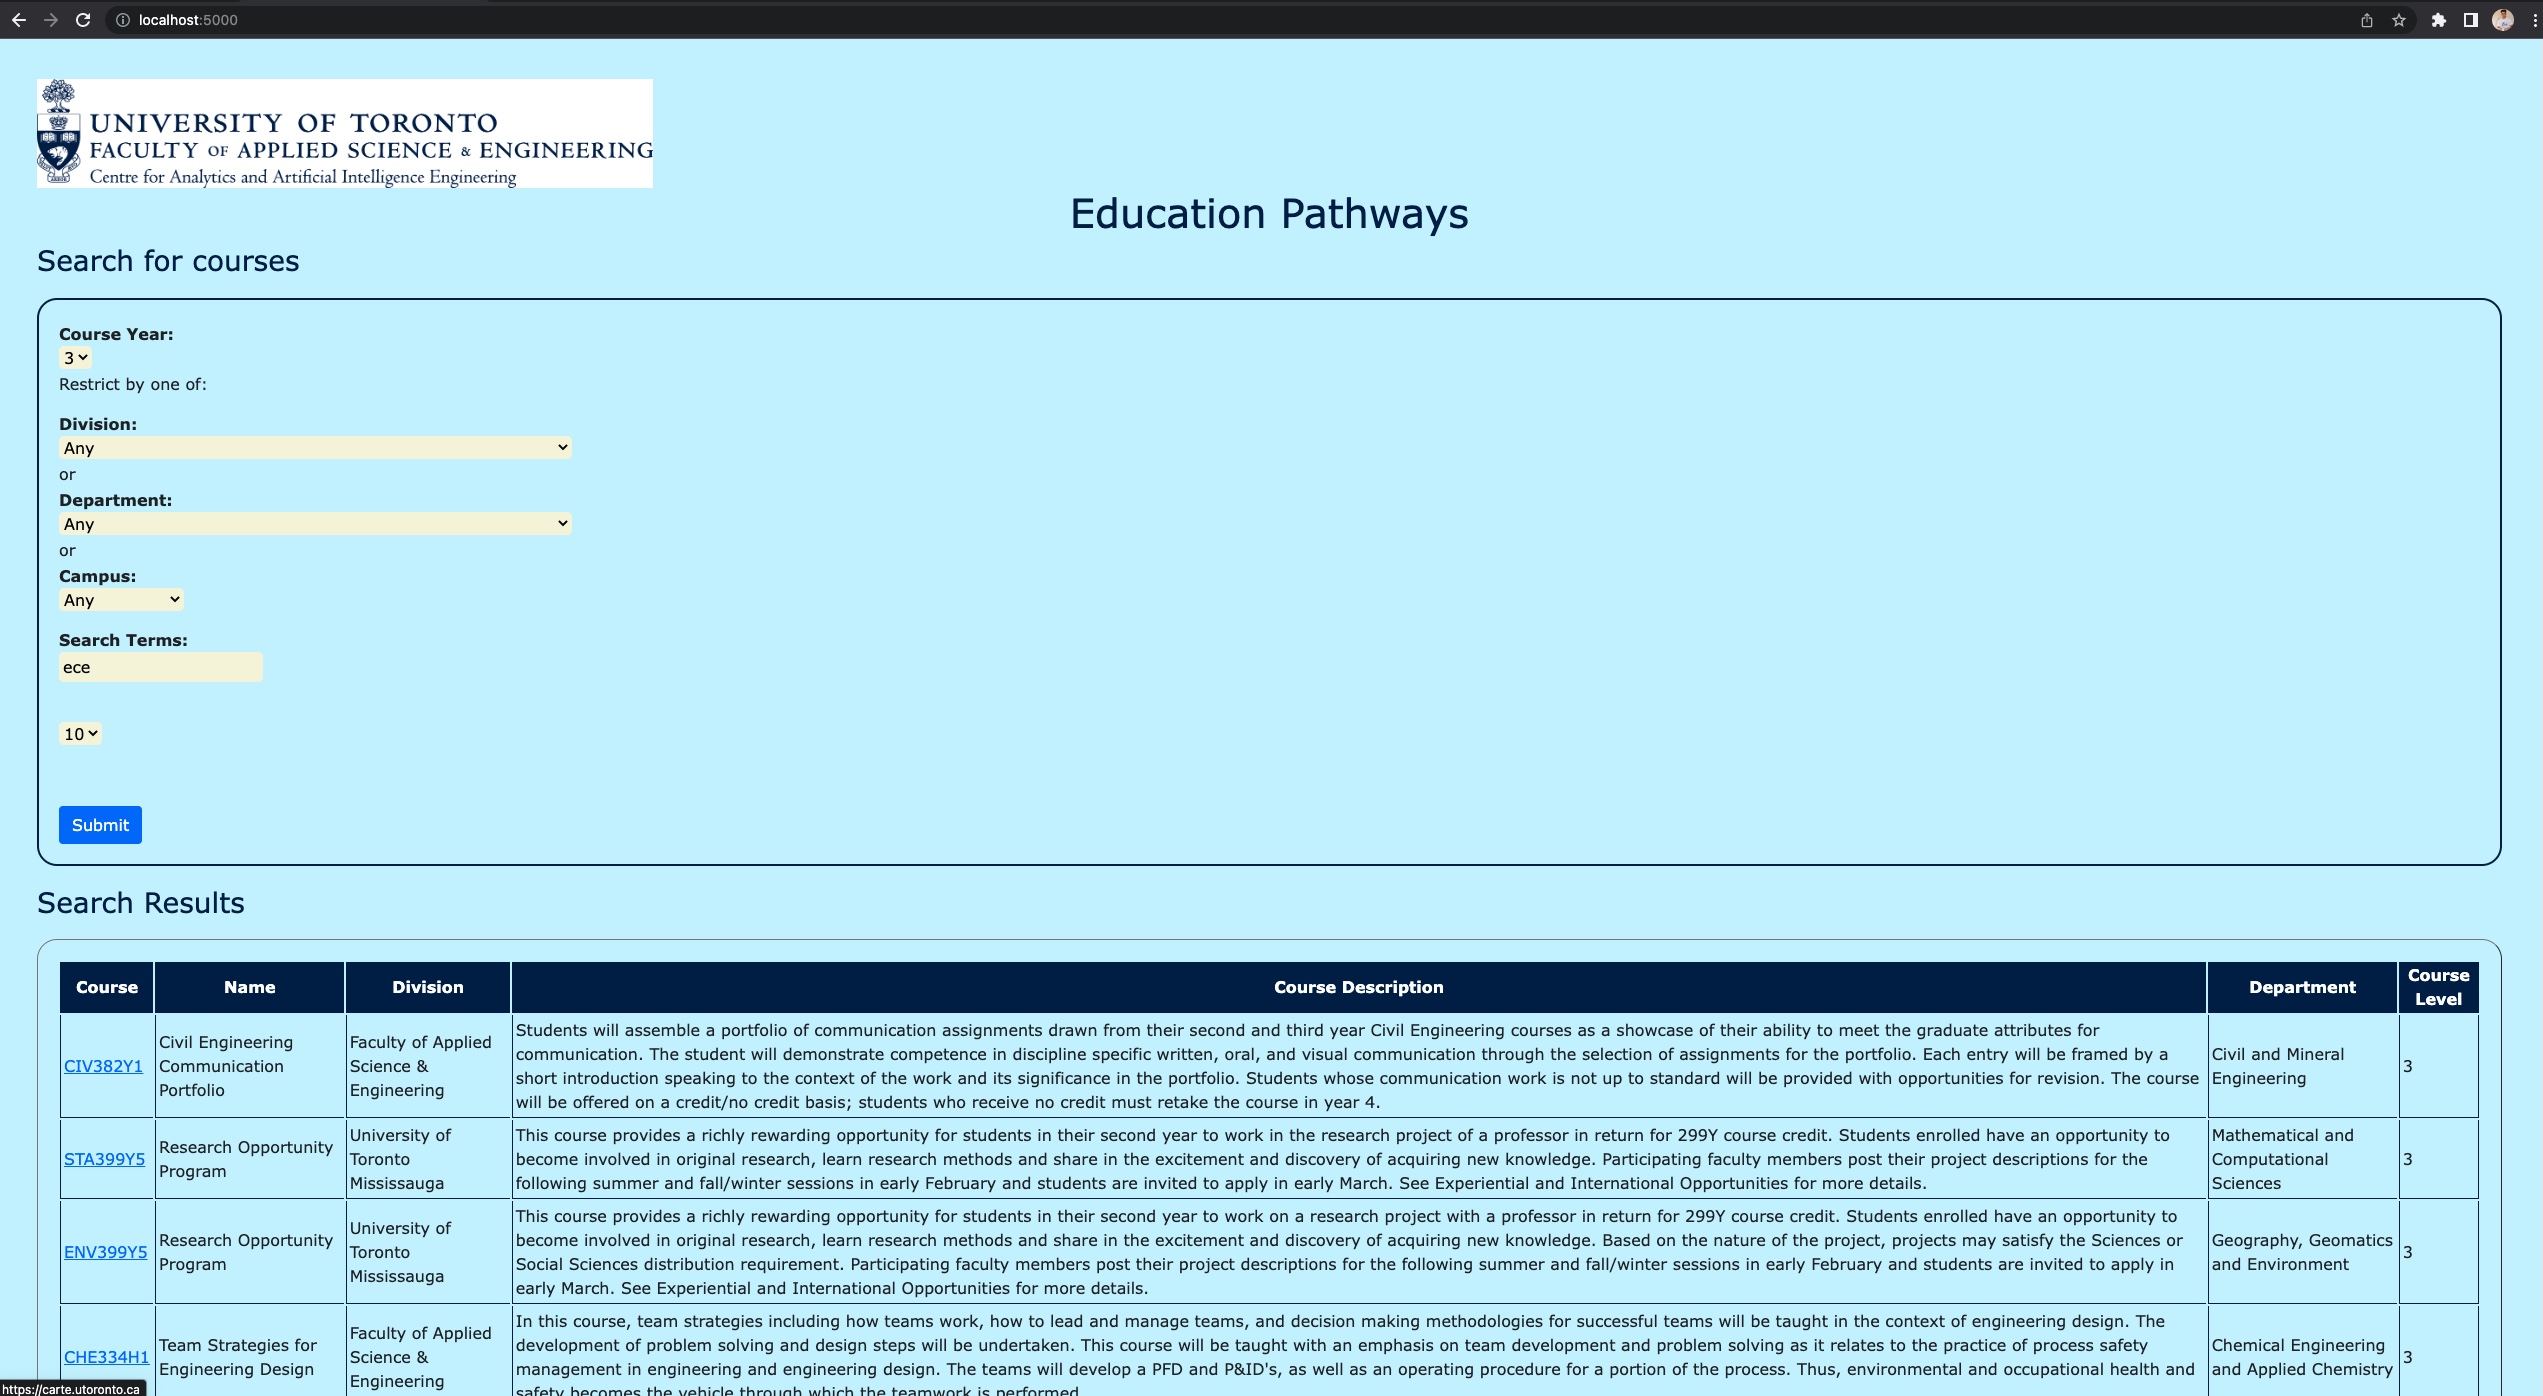 localhost:5000
UNIVERSITY OF TORONTO
FACULTY OF APPLIED SCIENCE & ENGINEERING
Centre for Analytics and Artificial Intelligence Engineering
Education Pathways
Search for courses
Course Year:
3
Restrict by one of:
Division:
Any
or
Department:
Any
or
Campus:
Any
Search Terms:
ece
10
Submit
Search Results
Course Name Division Course Description Department Course Level
CIV382Y1
Civil Engineering
Communication
Portfolio
Faculty of Applied
Science &
Engineering
Students will assemble a portfolio of communication assignments drawn from their second and third year Civil Engineering courses as a showcase of their ability to meet the graduate attributes for
communication. The student will demonstrate competence in discipline specific written, oral, and visual communication through the selection of assignments for the portfolio. Each entry will be framed by a
short introduction speaking to the context of the work and its significance in the portfolio. Students whose communication work is not up to standard will be provided with opportunities for revision. The course
will be offered on a credit/no credit basis; students who receive no credit must retake the course in year 4.
Civil and Mineral
Engineering
3
STA399Y5
Research Opportunity
Program
University of
Toronto
Mississauga
This course provides a richly rewarding opportunity for students in their second year to work in the research project of a professor in return for 299Y course credit. Students enrolled have an opportunity to
become involved in original research, learn research methods and share in the excitement and discovery of acquiring new knowledge. Participating faculty members post their project descriptions for the
following summer and fall/winter sessions in early February and students are invited to apply in early March. See Experiential and International Opportunities for more details.
Mathematical and
Computational
Sciences
3
ENV399Y5
Research Opportunity
Program
University of
Toronto
Mississauga
This course provides a richly rewarding opportunity for students in their second year to work on a research project with a professor in return for 299Y course credit. Students enrolled have an opportunity to
become involved in original research, learn research methods and share in the excitement and discovery of acquiring new knowledge. Based on the nature of the project, projects may satisfy the Sciences or
Social Sciences distribution requirement. Participating faculty members post their project descriptions for the following summer and fall/winter sessions in early February and students are invited to apply in
early March. See Experiential and International Opportunities for more details.
Geography, Geomatics
and Environment
3
CHE334H1
Team Strategies for
Engineering Design
Faculty of Applied
Science &
Engineering
In this course, team strategies including how teams work, how to lead and manage teams, and decision making methodologies for successful teams will be taught in the context of engineering design. The
development of problem solving and design steps will be undertaken. This course will be taught with an emphasis on team development and problem solving as it relates to the practice of process safety
management in engineering and engineering design. The teams will develop a PFD and P&ID's, as well as an operating procedure for a portion of the process. Thus, environmental and occupational health and
safety becomes the vehicle through which the teamwork is performed.
Chemical Engineering
and Applied Chemistry
3
https://carte.utoronto.ca